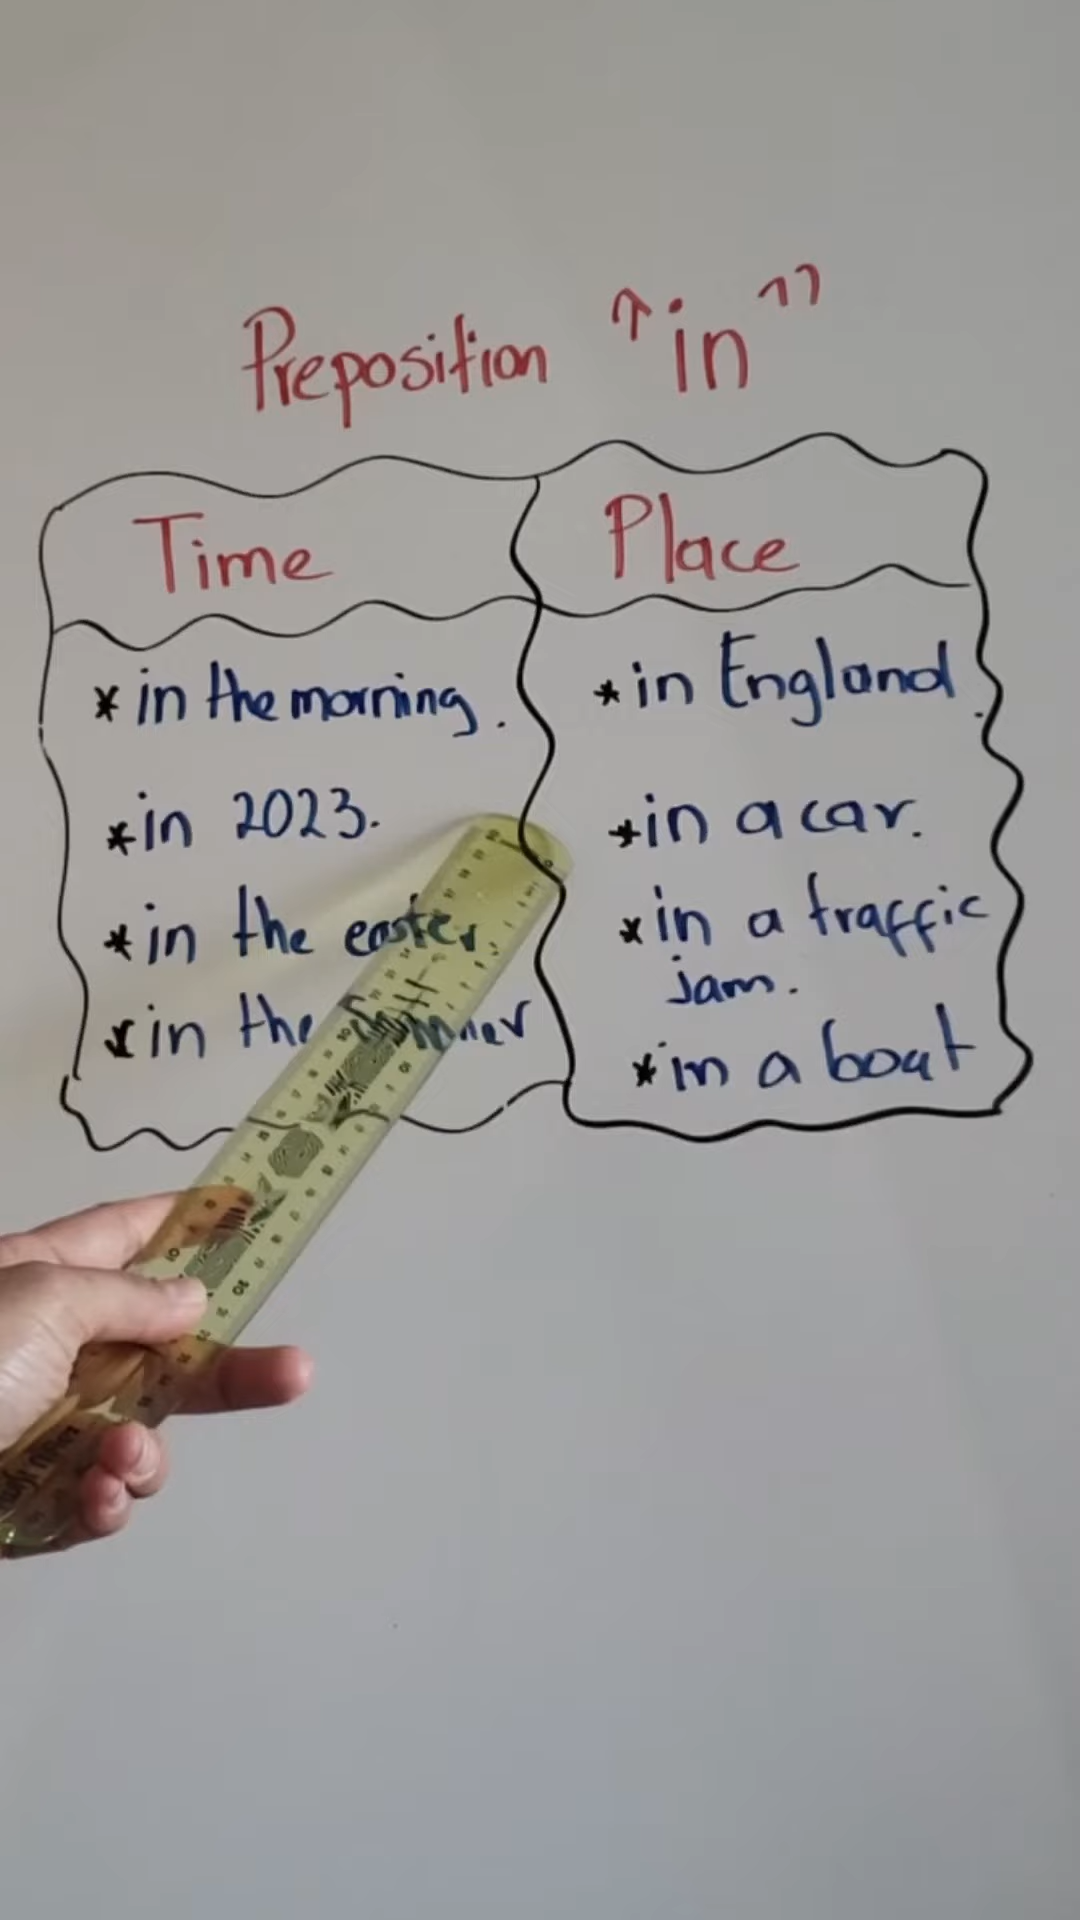 Preposition "in"
Time
Place
* in the morning.
* in England.
* in 2023.
* in a car.
* in the easter
* in a traffic
jam.
* in the Summer
* in a boat